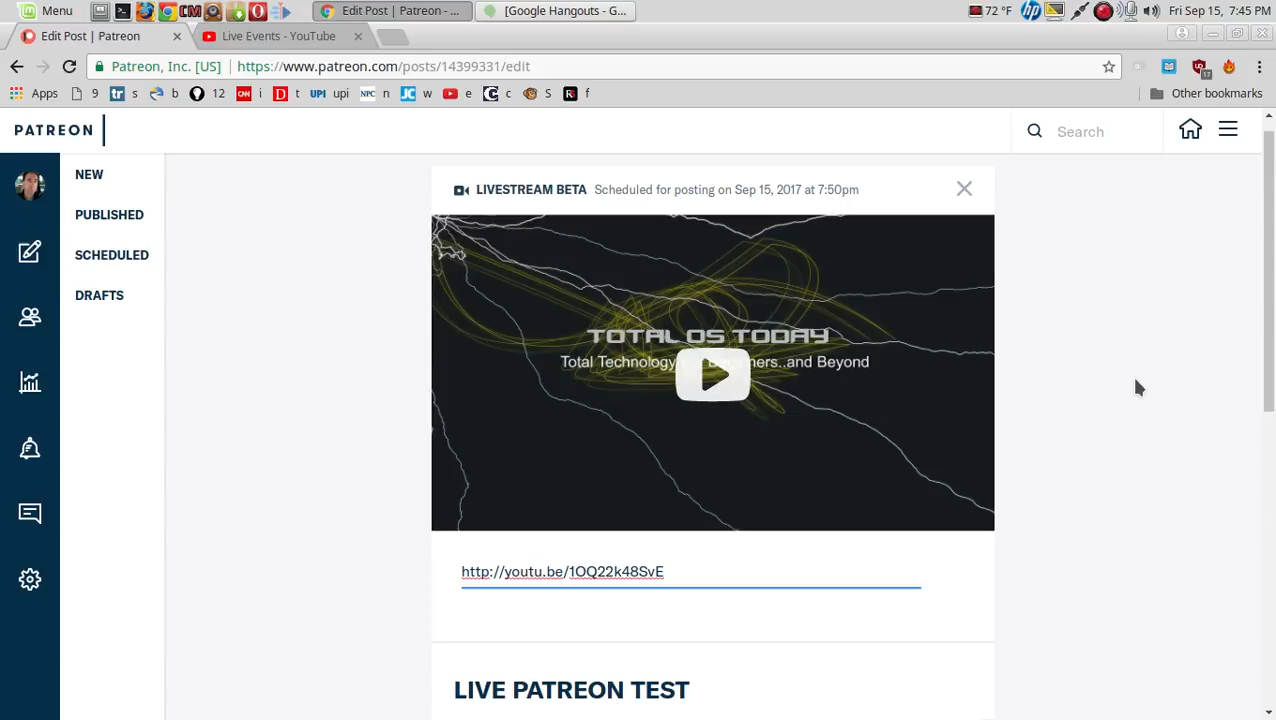 Menu
Edit Post | Patreon - ...
[Google Hangouts - G...
72 °F
Fri Sep 15, 7:45 PM
Edit Post | Patreon
Live Events - YouTube
Patreon, Inc. [US]
https://www.patreon.com/posts/14399331/edit
Apps 9 s b 12 i t upi n w e c S f
Other bookmarks
PATREON
Search
NEW
PUBLISHED
SCHEDULED
DRAFTS
LIVESTREAM BETA Scheduled for posting on Sep 15, 2017 at 7:50pm
TOTAL OS TODAY
Total Technology
and Beyond
http://youtu.be/1OQ22k48SvE
LIVE PATREON TEST